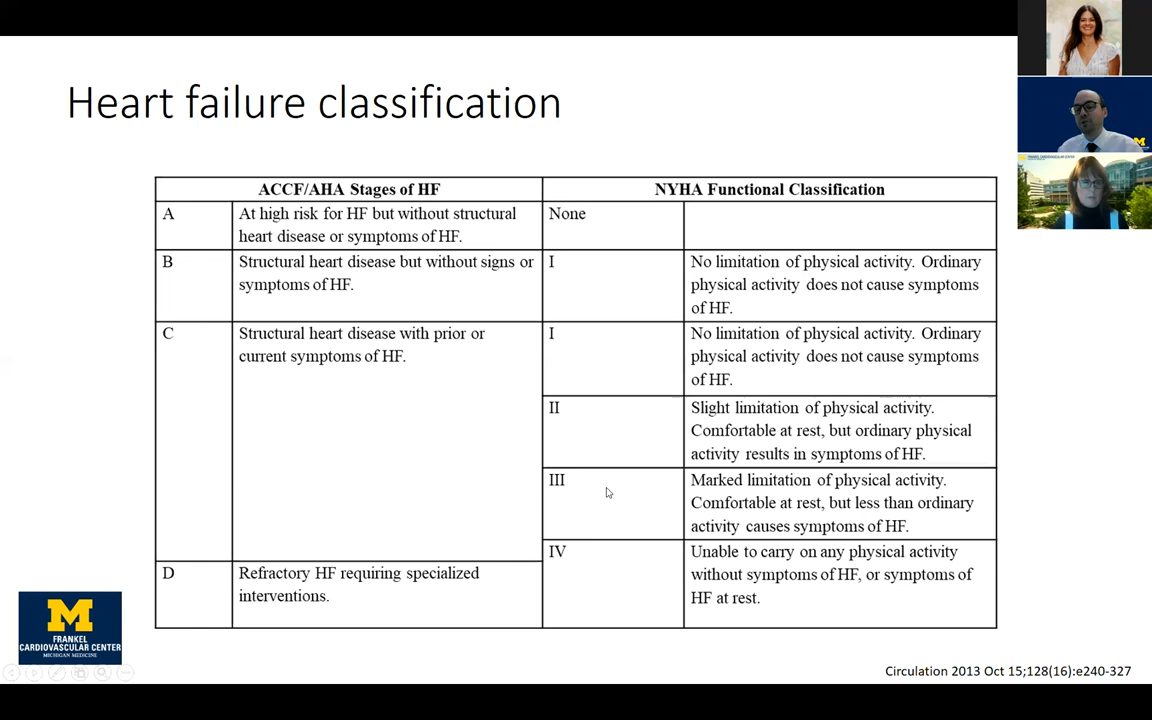 Heart failure classification
ACCF/AHA Stages of HF
NYHA Functional Classification
A
At high risk for HF but without structural
heart disease or symptoms of HF.
None
B
Structural heart disease but without signs or
symptoms of HF.
I
No limitation of physical activity. Ordinary
physical activity does not cause symptoms
of HF.
C
Structural heart disease with prior or
current symptoms of HF.
I
No limitation of physical activity. Ordinary
physical activity does not cause symptoms
of HF.
II
Slight limitation of physical activity.
Comfortable at rest, but ordinary physical
activity results in symptoms of HF.
III
Marked limitation of physical activity.
Comfortable at rest, but less than ordinary
activity causes symptoms of HF.
IV
Unable to carry on any physical activity
without symptoms of HF, or symptoms of
HF at rest.
D
Refractory HF requiring specialized
interventions.
M
FRANKEL
CARDIOVASCULAR CENTER
MICHIGAN MEDICINE
Circulation 2013 Oct 15;128(16):e240-327
M
FRANKEL CARDIOVASCULAR CENTER